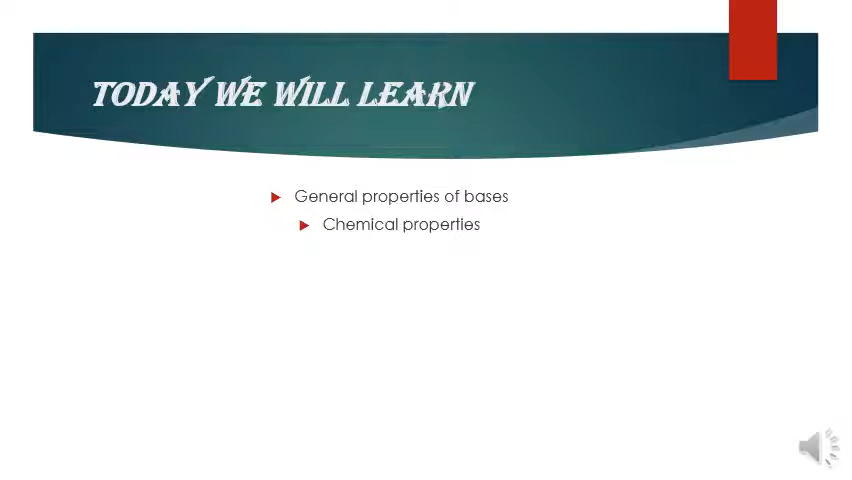 TODAY WE WILL LEARN
General properties of bases
Chemical properties